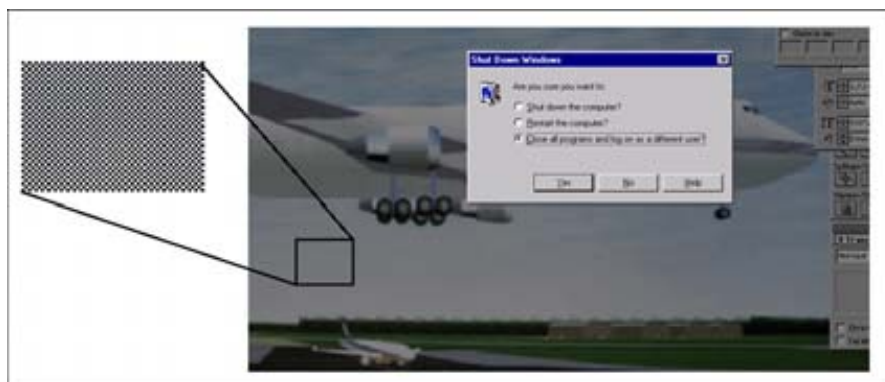 Shut Down Windows
Are you sure you want to:
Shut down the computer?
Restart the computer?
Close all programs and log on as a different user?
Yes
No
Help